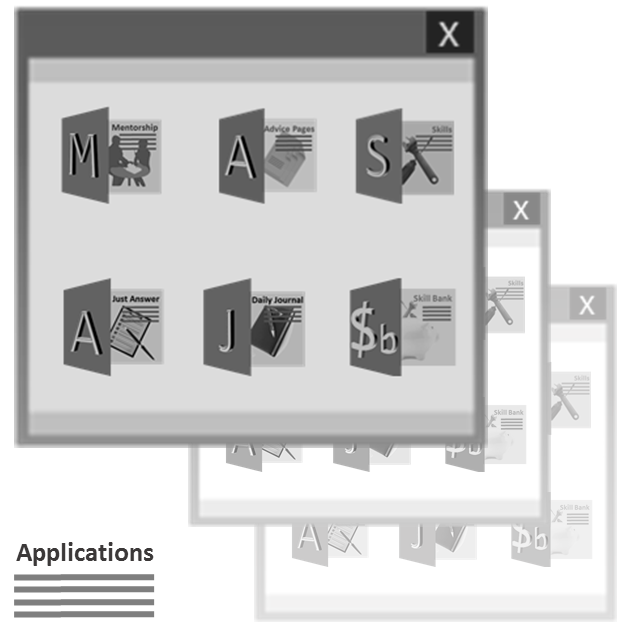 X
M Mentorship
A Advice Pages
S Skills
A Just Answer
J Daily Journal
$b Skill Bank
X
Skills
Skill Bank
A J $b
X
Skills
Skill Bank
A J $b
Applications